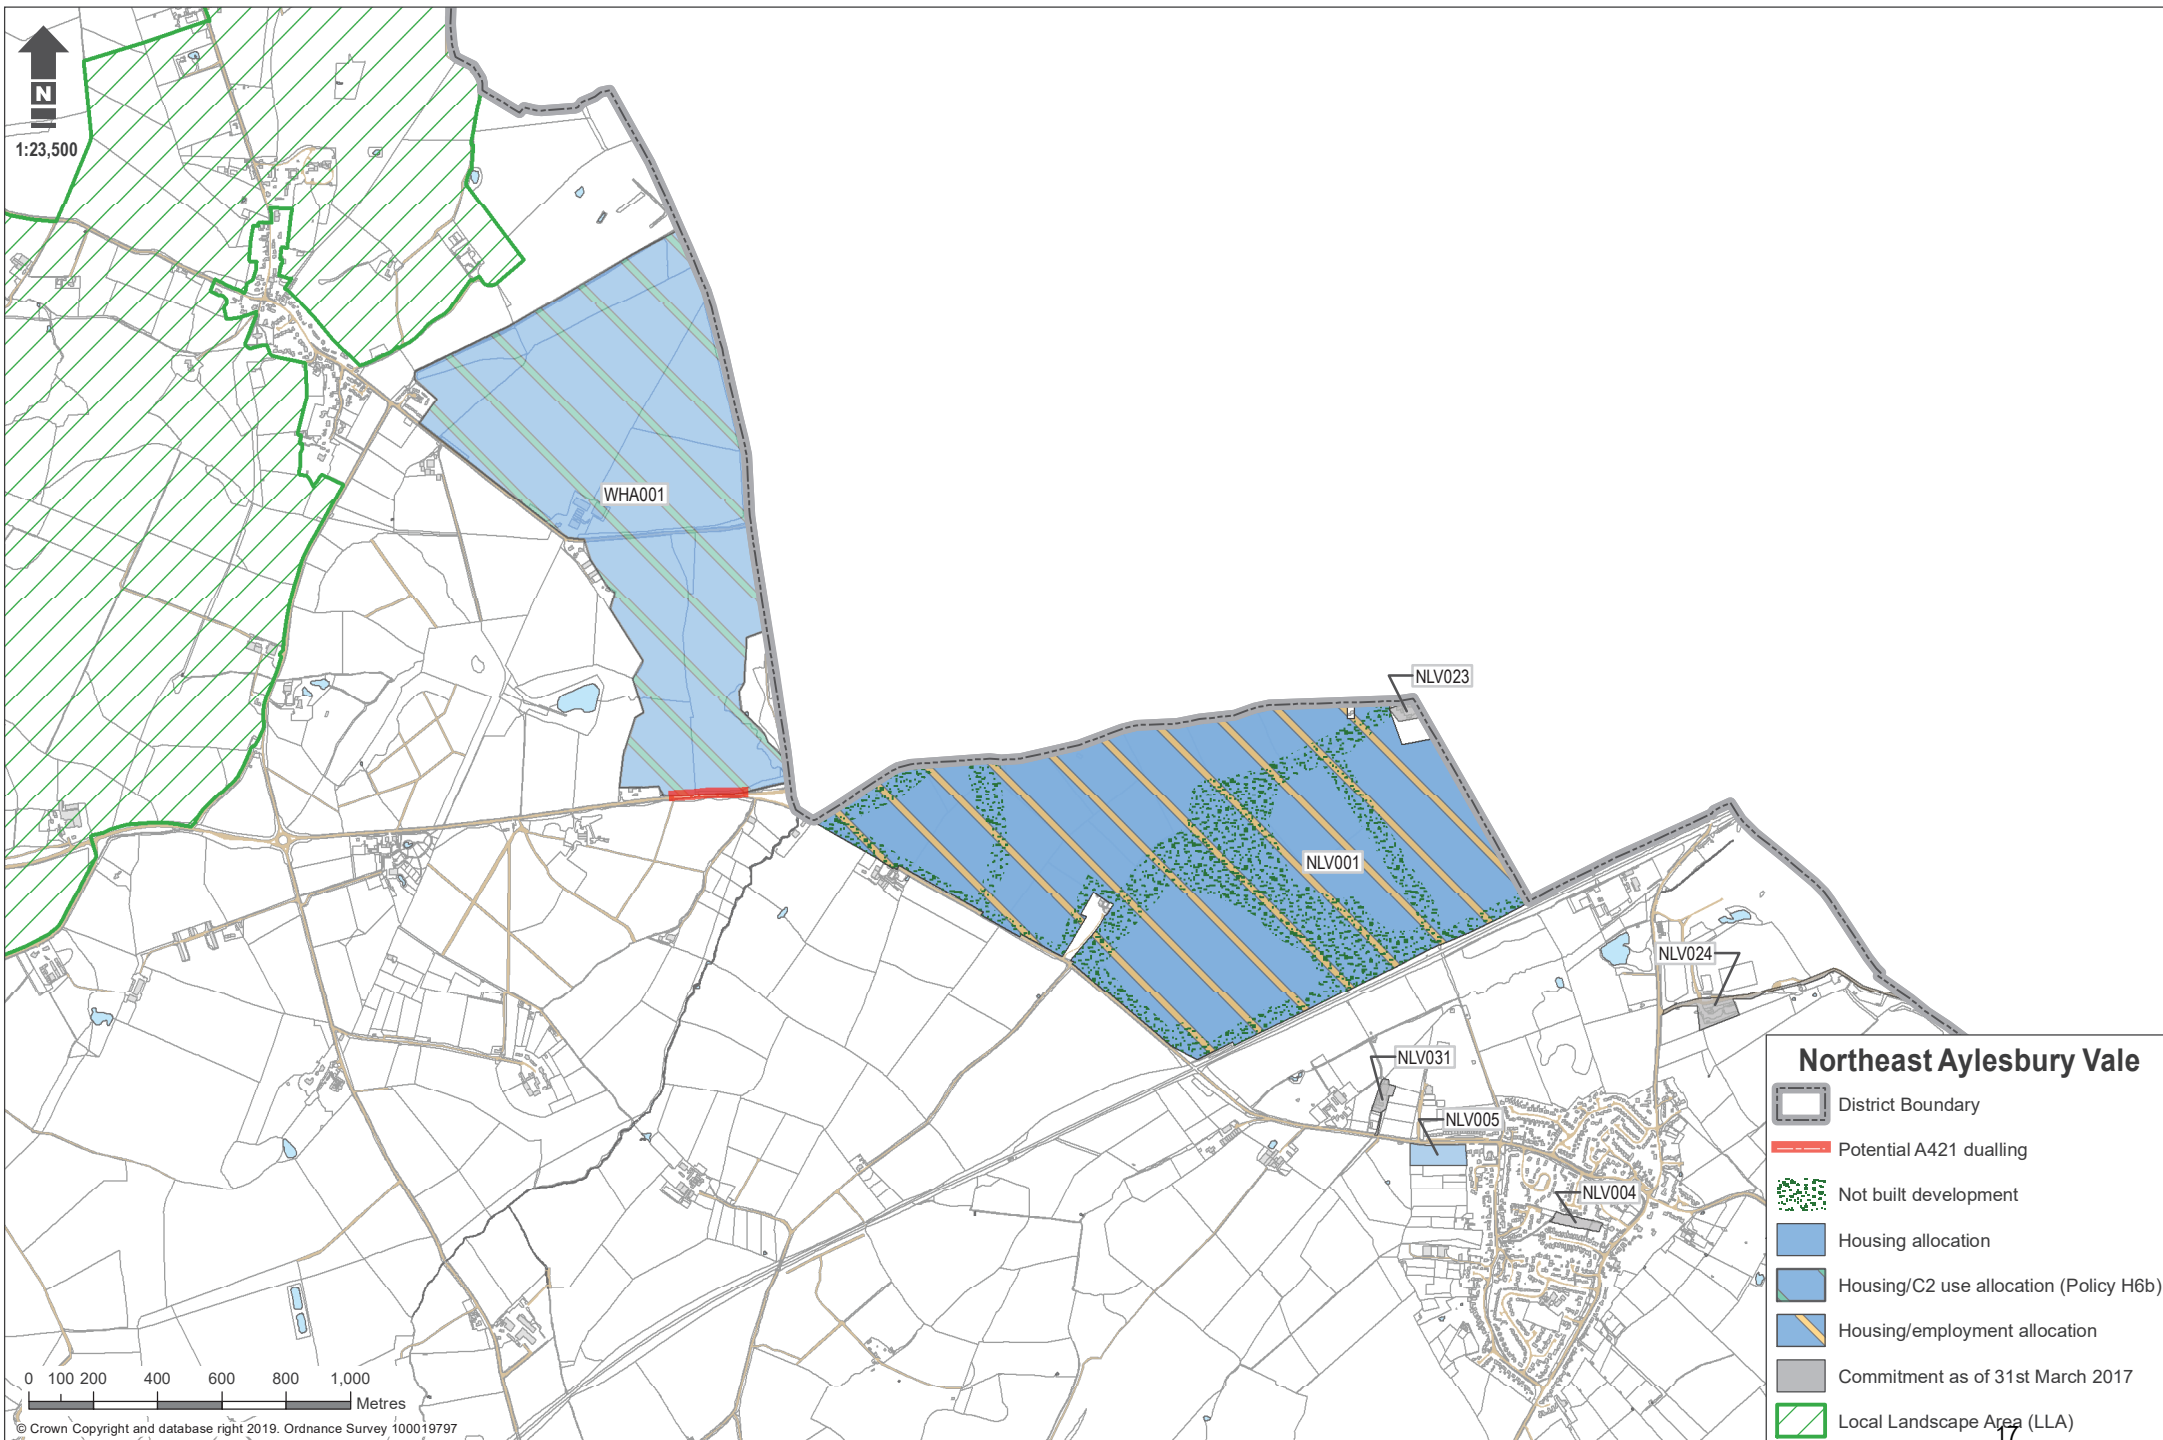 N
1:23,500
WHA001
NLV023
NLV001
NLV024
NLV031
NLV005
NLV004
Northeast Aylesbury Vale
District Boundary
Potential A421 dualling
Not built development
Housing allocation
Housing/C2 use allocation (Policy H6b)
Housing/employment allocation
Commitment as of 31st March 2017
Local Landscape Area (LLA)
17
0 100 200 400 600 800 1,000
Metres
© Crown Copyright and database right 2019. Ordnance Survey 100019797